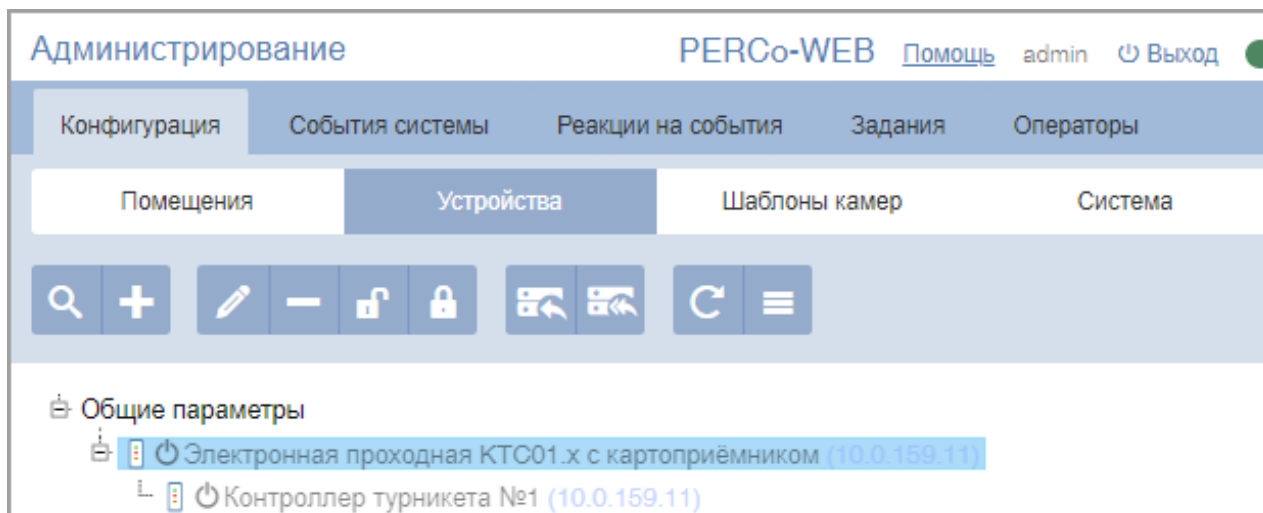 Администрирование PERCo-WEB Помощь admin Выход
Конфигурация События системы Реакции на события Задания Операторы
Помещения Устройства Шаблоны камер Система
Общие параметры
Электронная проходная КТС01.x с картоприёмником (10.0.159.11)
Контроллер турникета №1 (10.0.159.11)